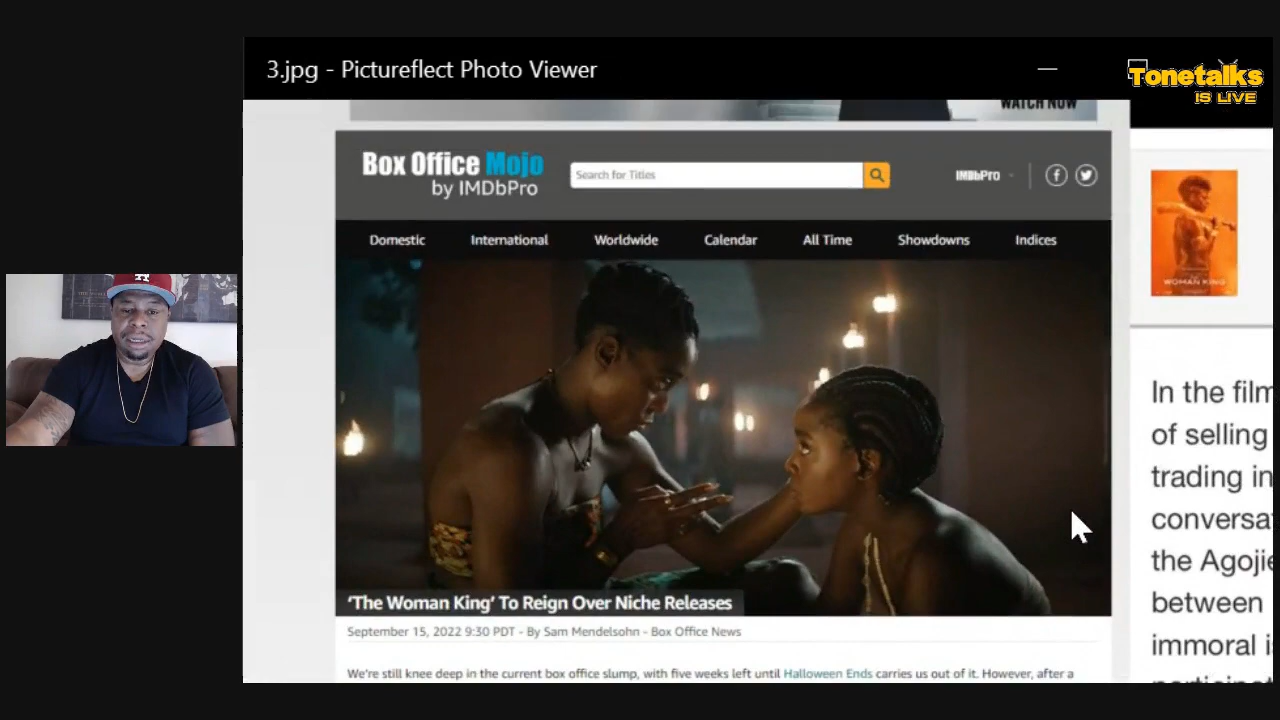 3.jpg - Pictureflect Photo Viewer
Tonetalks
IS LIVE
WATCH NOW
Box Office Mojo
by IMDbPro
Search for Titles
IMDbPro
Domestic International Worldwide Calendar All Time Showdowns Indices
WOMAN KING
'The Woman King' To Reign Over Niche Releases
September 15, 2022 9:30 PDT - By Sam Mendelsohn - Box Office News
We're still knee deep in the current box office slump, with five weeks left until Halloween Ends carries us out of it. However, after a
In the film
of selling
trading in
conversa
the Agojie
between
immoral i